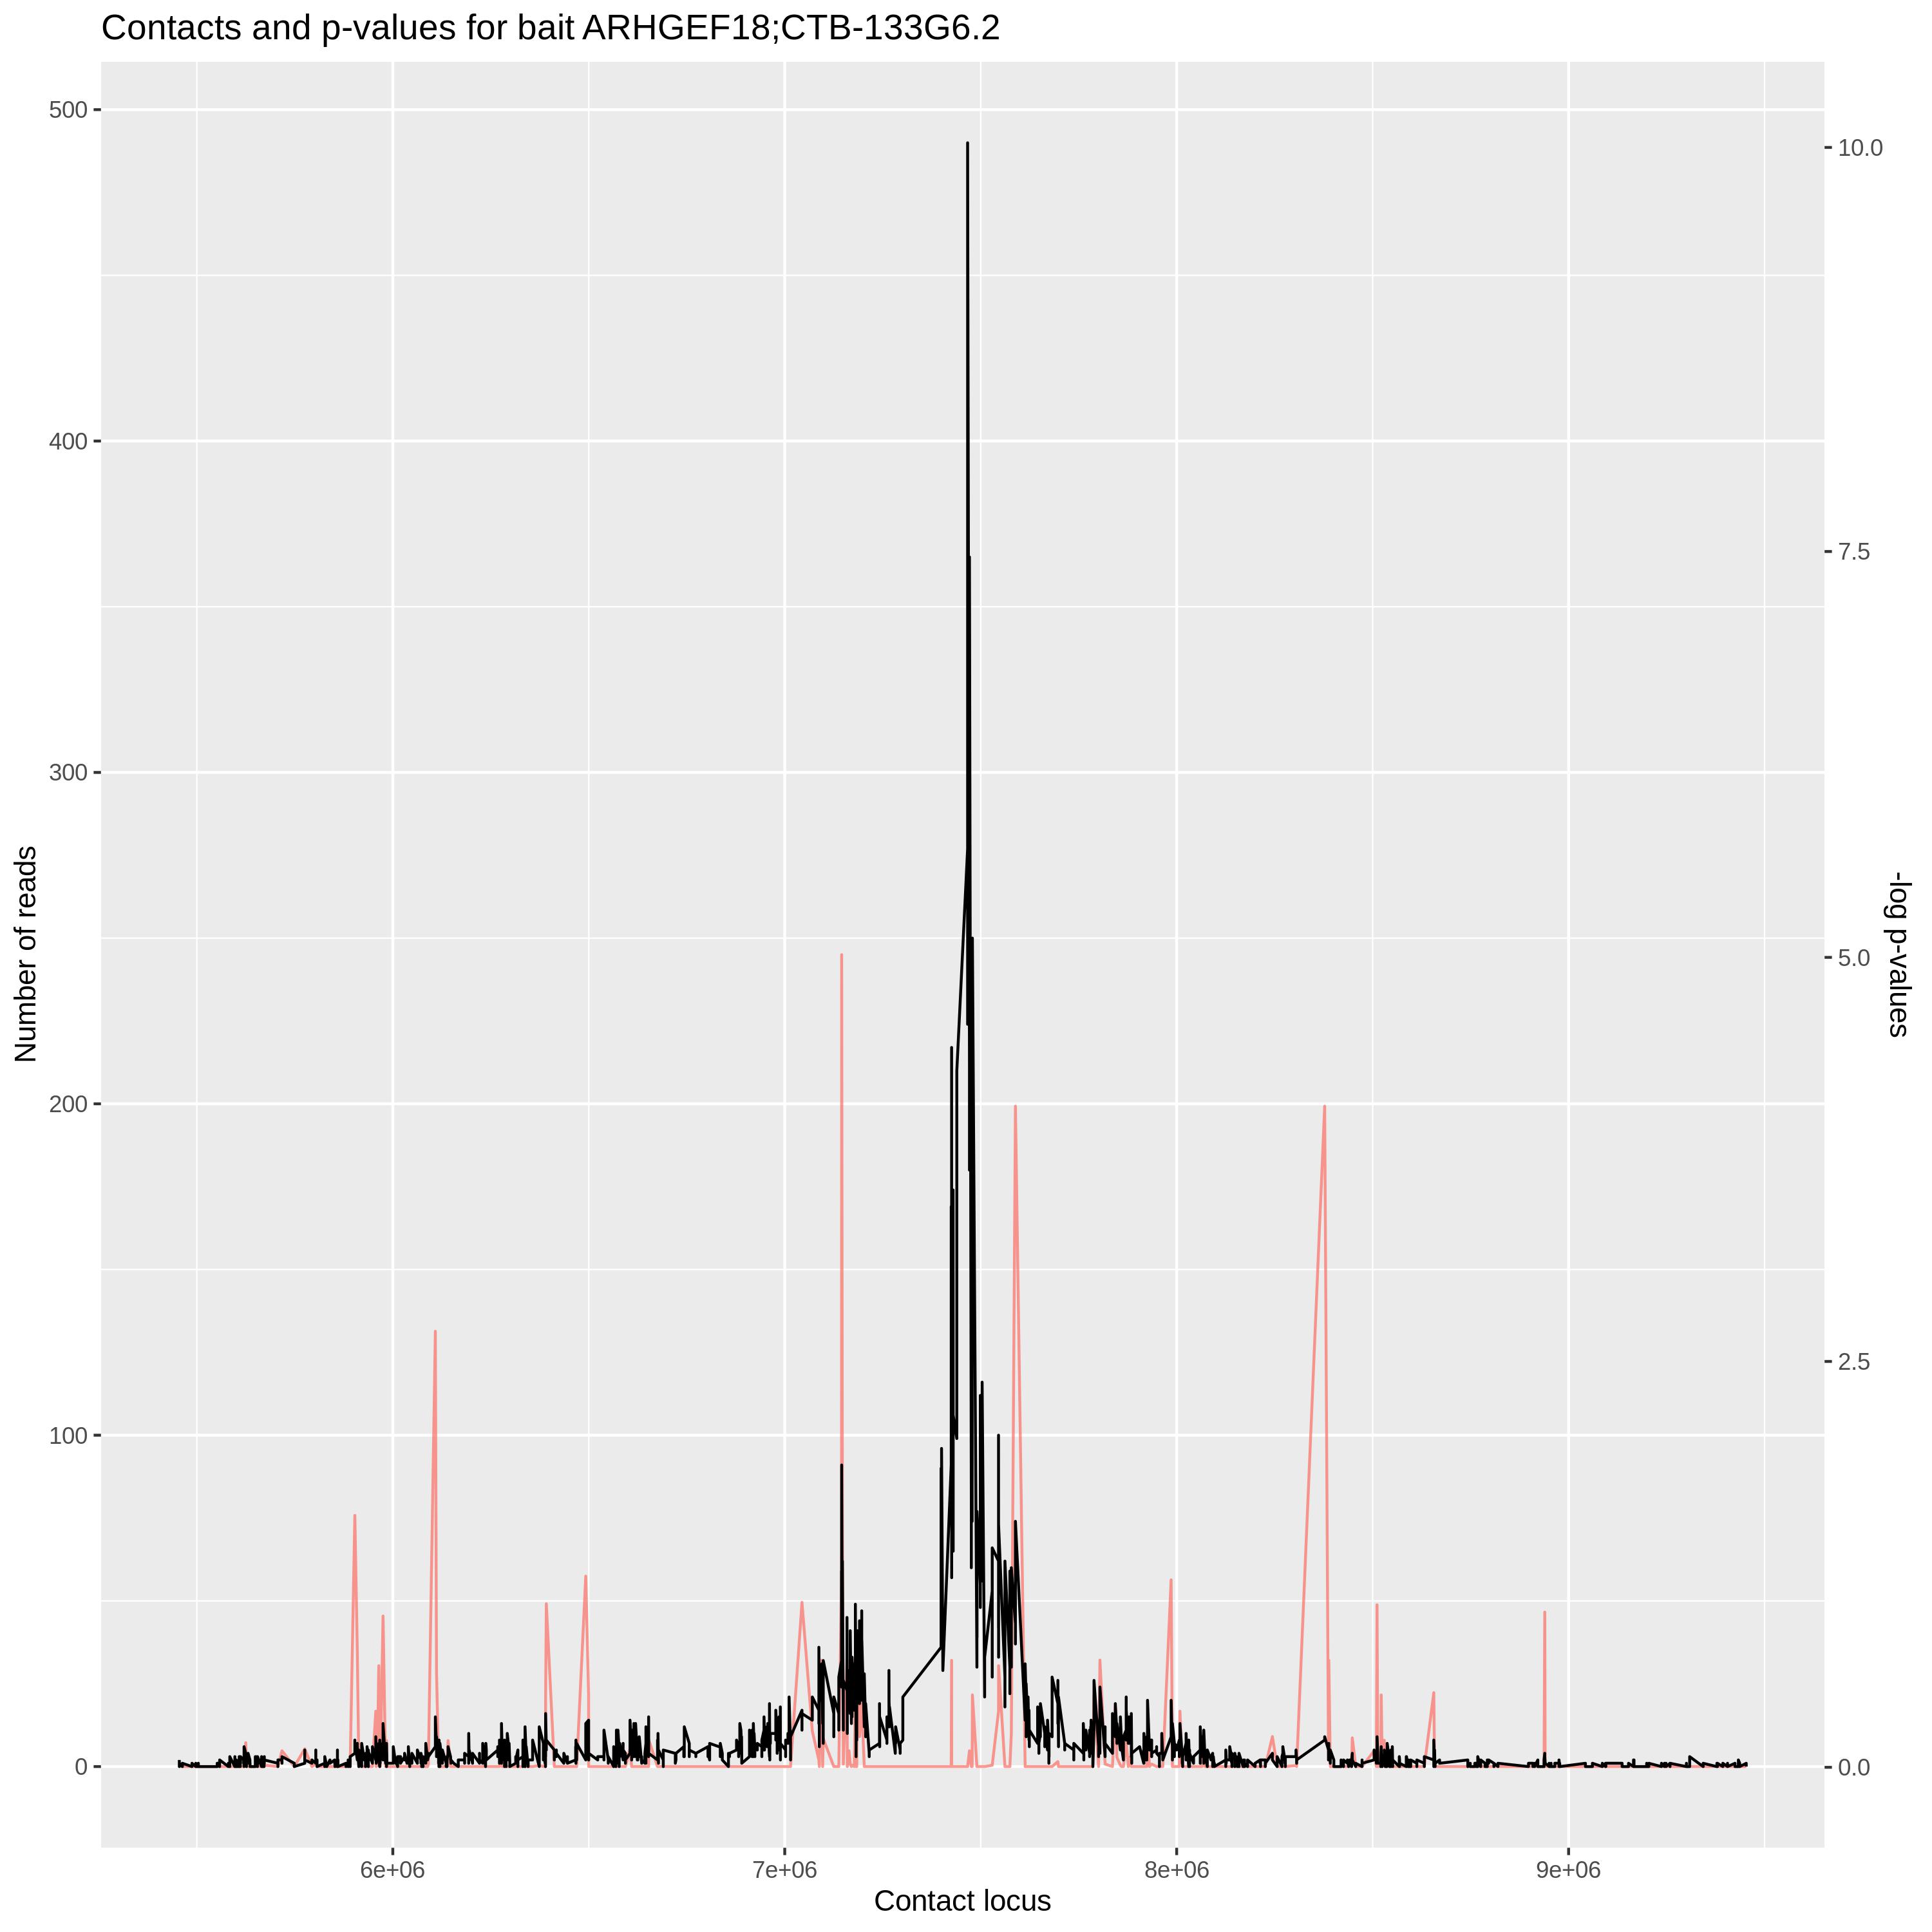 Contacts and p-values for bait ARHGEF18;CTB-133G6.2
500
400
300
200
100
0
Number of reads
10.0
7.5
5.0
2.5
0.0
-log p-values
6e+06 7e+06 8e+06 9e+06
Contact locus